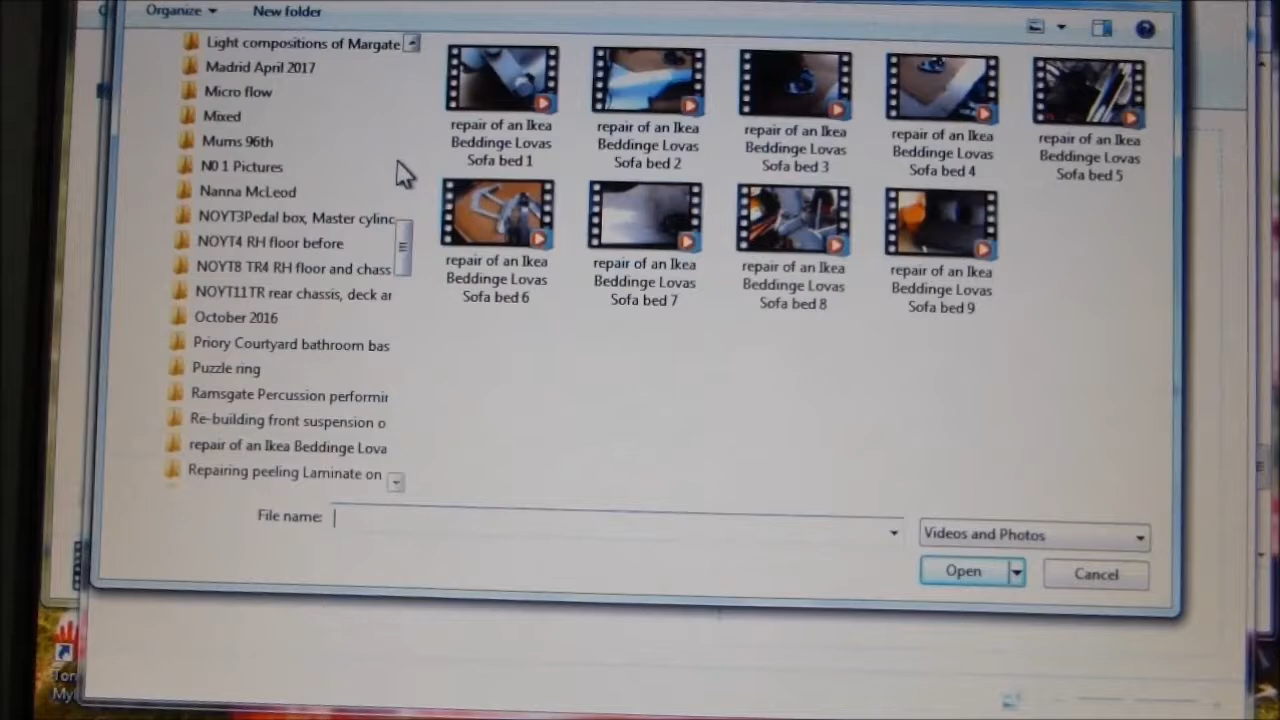 Organize
New folder
Light compositions of Margate
Madrid April 2017
Micro flow
Mixed
Mums 96th
N0 1 Pictures
Nanna McLeod
NOYT3Pedal box, Master cylinc
NOYT4 RH floor before
NOYT8 TR4 RH floor and chass
NOYT11TR rear chassis, deck ar
October 2016
Priory Courtyard bathroom bas
Puzzle ring
Ramsgate Percussion performir
Re-building front suspension o
repair of an Ikea Beddinge Lova
Repairing peeling Laminate on
repair of an Ikea
Beddinge Lovas
Sofa bed 1
repair of an Ikea
Beddinge Lovas
Sofa bed 2
repair of an Ikea
Beddinge Lovas
Sofa bed 3
repair of an Ikea
Beddinge Lovas
Sofa bed 4
repair of an Ikea
Beddinge Lovas
Sofa bed 5
repair of an Ikea
Beddinge Lovas
Sofa bed 6
repair of an Ikea
Beddinge Lovas
Sofa bed 7
repair of an Ikea
Beddinge Lovas
Sofa bed 8
repair of an Ikea
Beddinge Lovas
Sofa bed 9
File name:
Videos and Photos
Open
Cancel